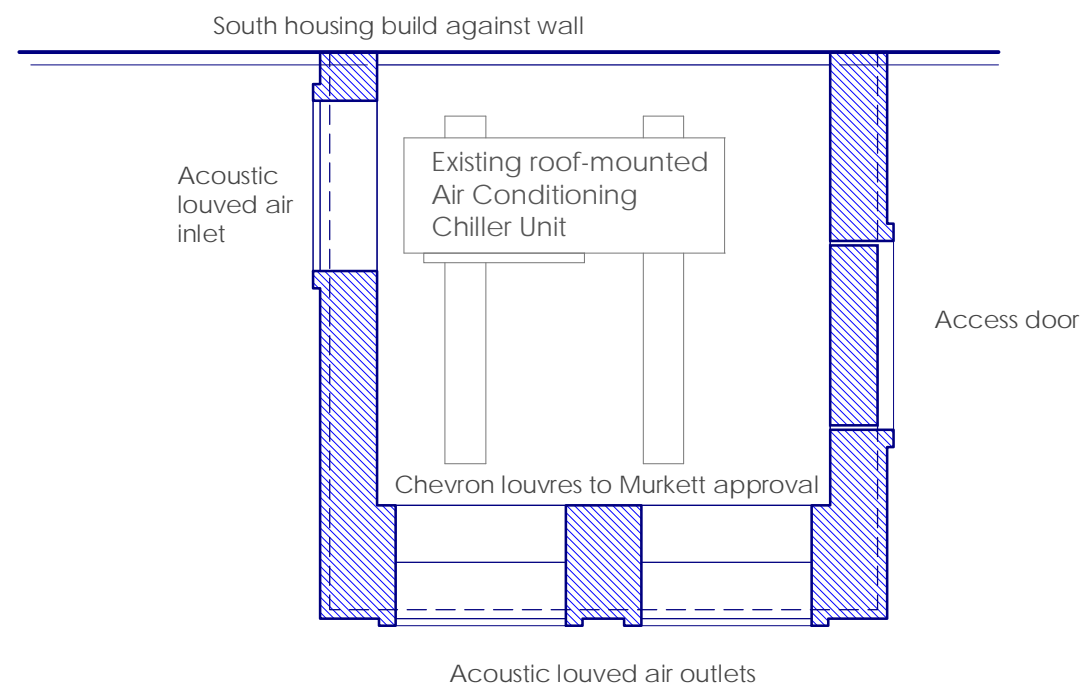 South housing build against wall
Acoustic
louved air
inlet
Existing roof-mounted
Air Conditioning
Chiller Unit
Access door
Chevron louvres to Murkett approval
Acoustic louved air outlets